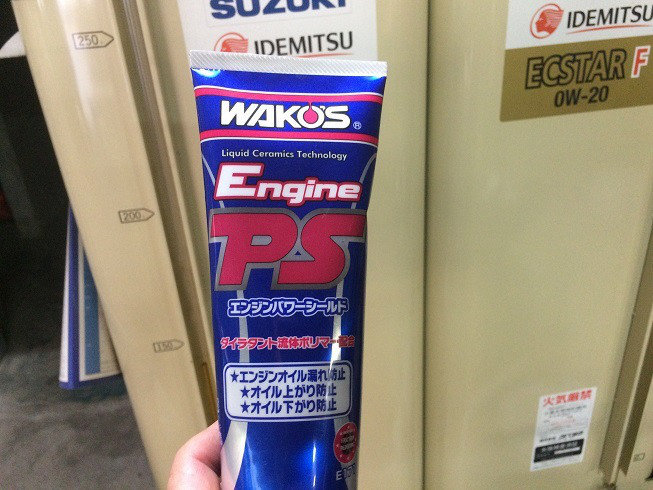 SUZUKI
IDEMITSU
IDEMITSU
ECSTAR F
0W-20
250
200
150
WAKO'S®
Liquid Ceramics Technology
Engine
PS
エンジンパワーシールド
ダイラタント流体ポリマー配合
★エンジンオイル漏れ防止
★オイル上がり防止
★オイル下がり防止
火気厳禁